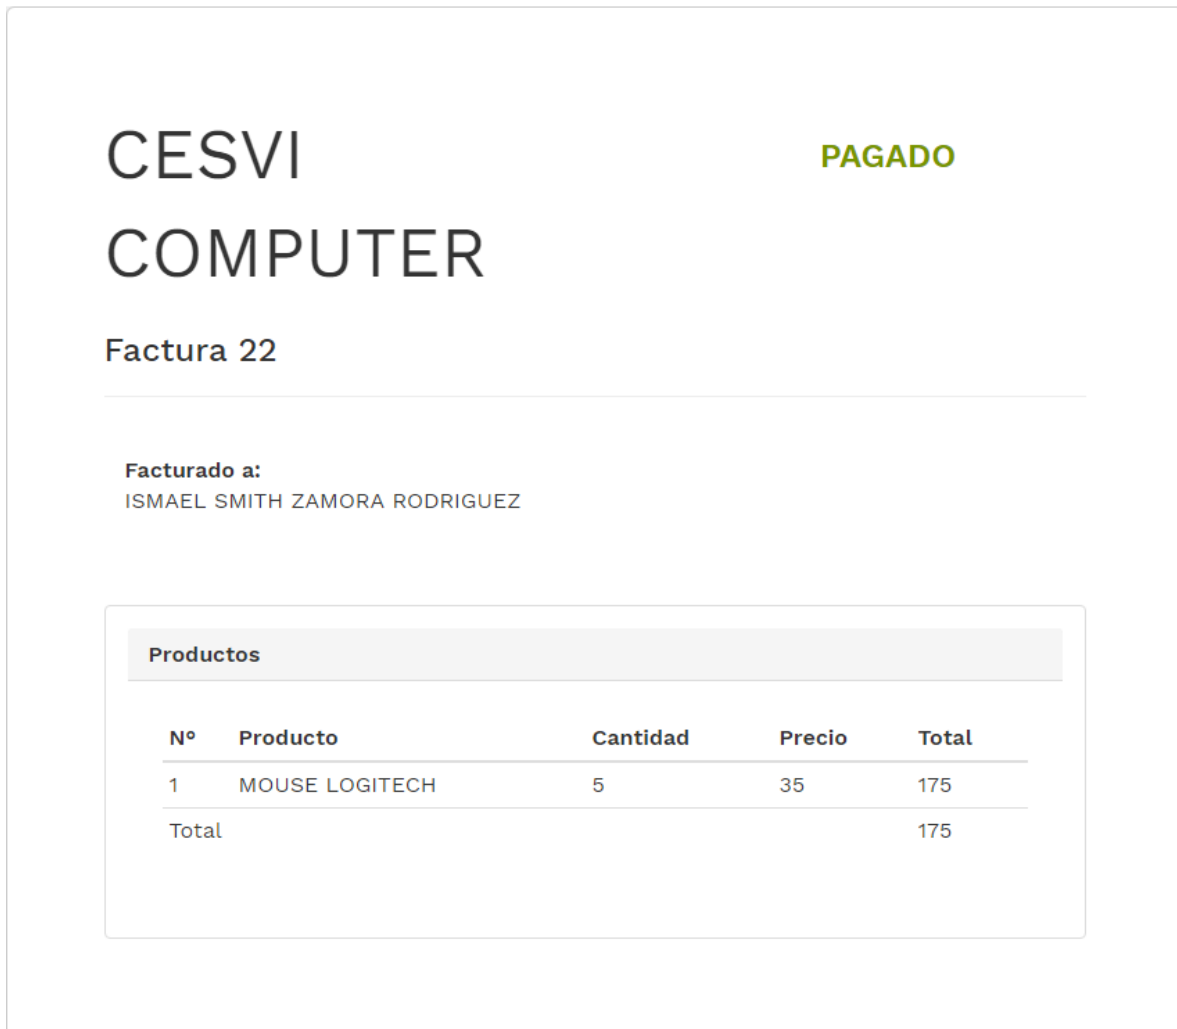 CESVI
COMPUTER
PAGADO
Factura 22
Facturado a:
ISMAEL SMITH ZAMORA RODRIGUEZ
Productos
Nº Producto Cantidad Precio Total
1 MOUSE LOGITECH 5 35 175
Total 175